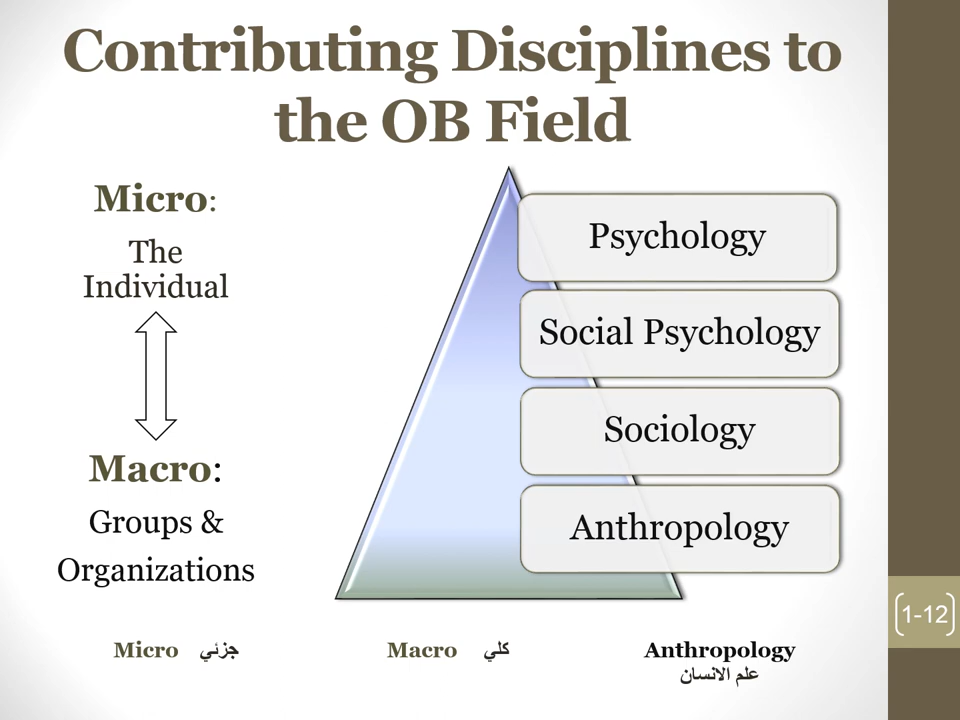 Contributing Disciplines to
the OB Field
Micro:
The
Individual
Macro:
Groups &
Organizations
Psychology
Social Psychology
Sociology
Anthropology
1-12
Micro جزئي
Macro كلي
Anthropology
علم الانسان